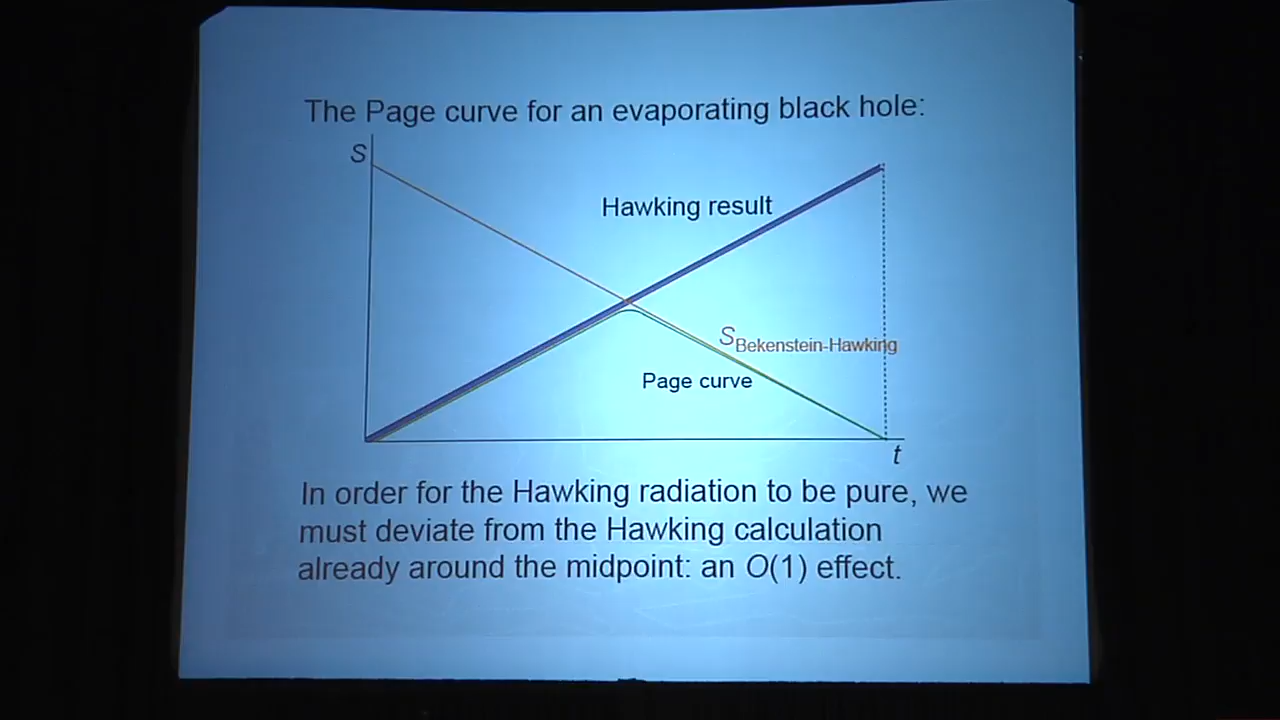 The Page curve for an evaporating black hole:
S
Hawking result
S Bekenstein-Hawking
Page curve
t
In order for the Hawking radiation to be pure, we
must deviate from the Hawking calculation
already around the midpoint: an O(1) effect.